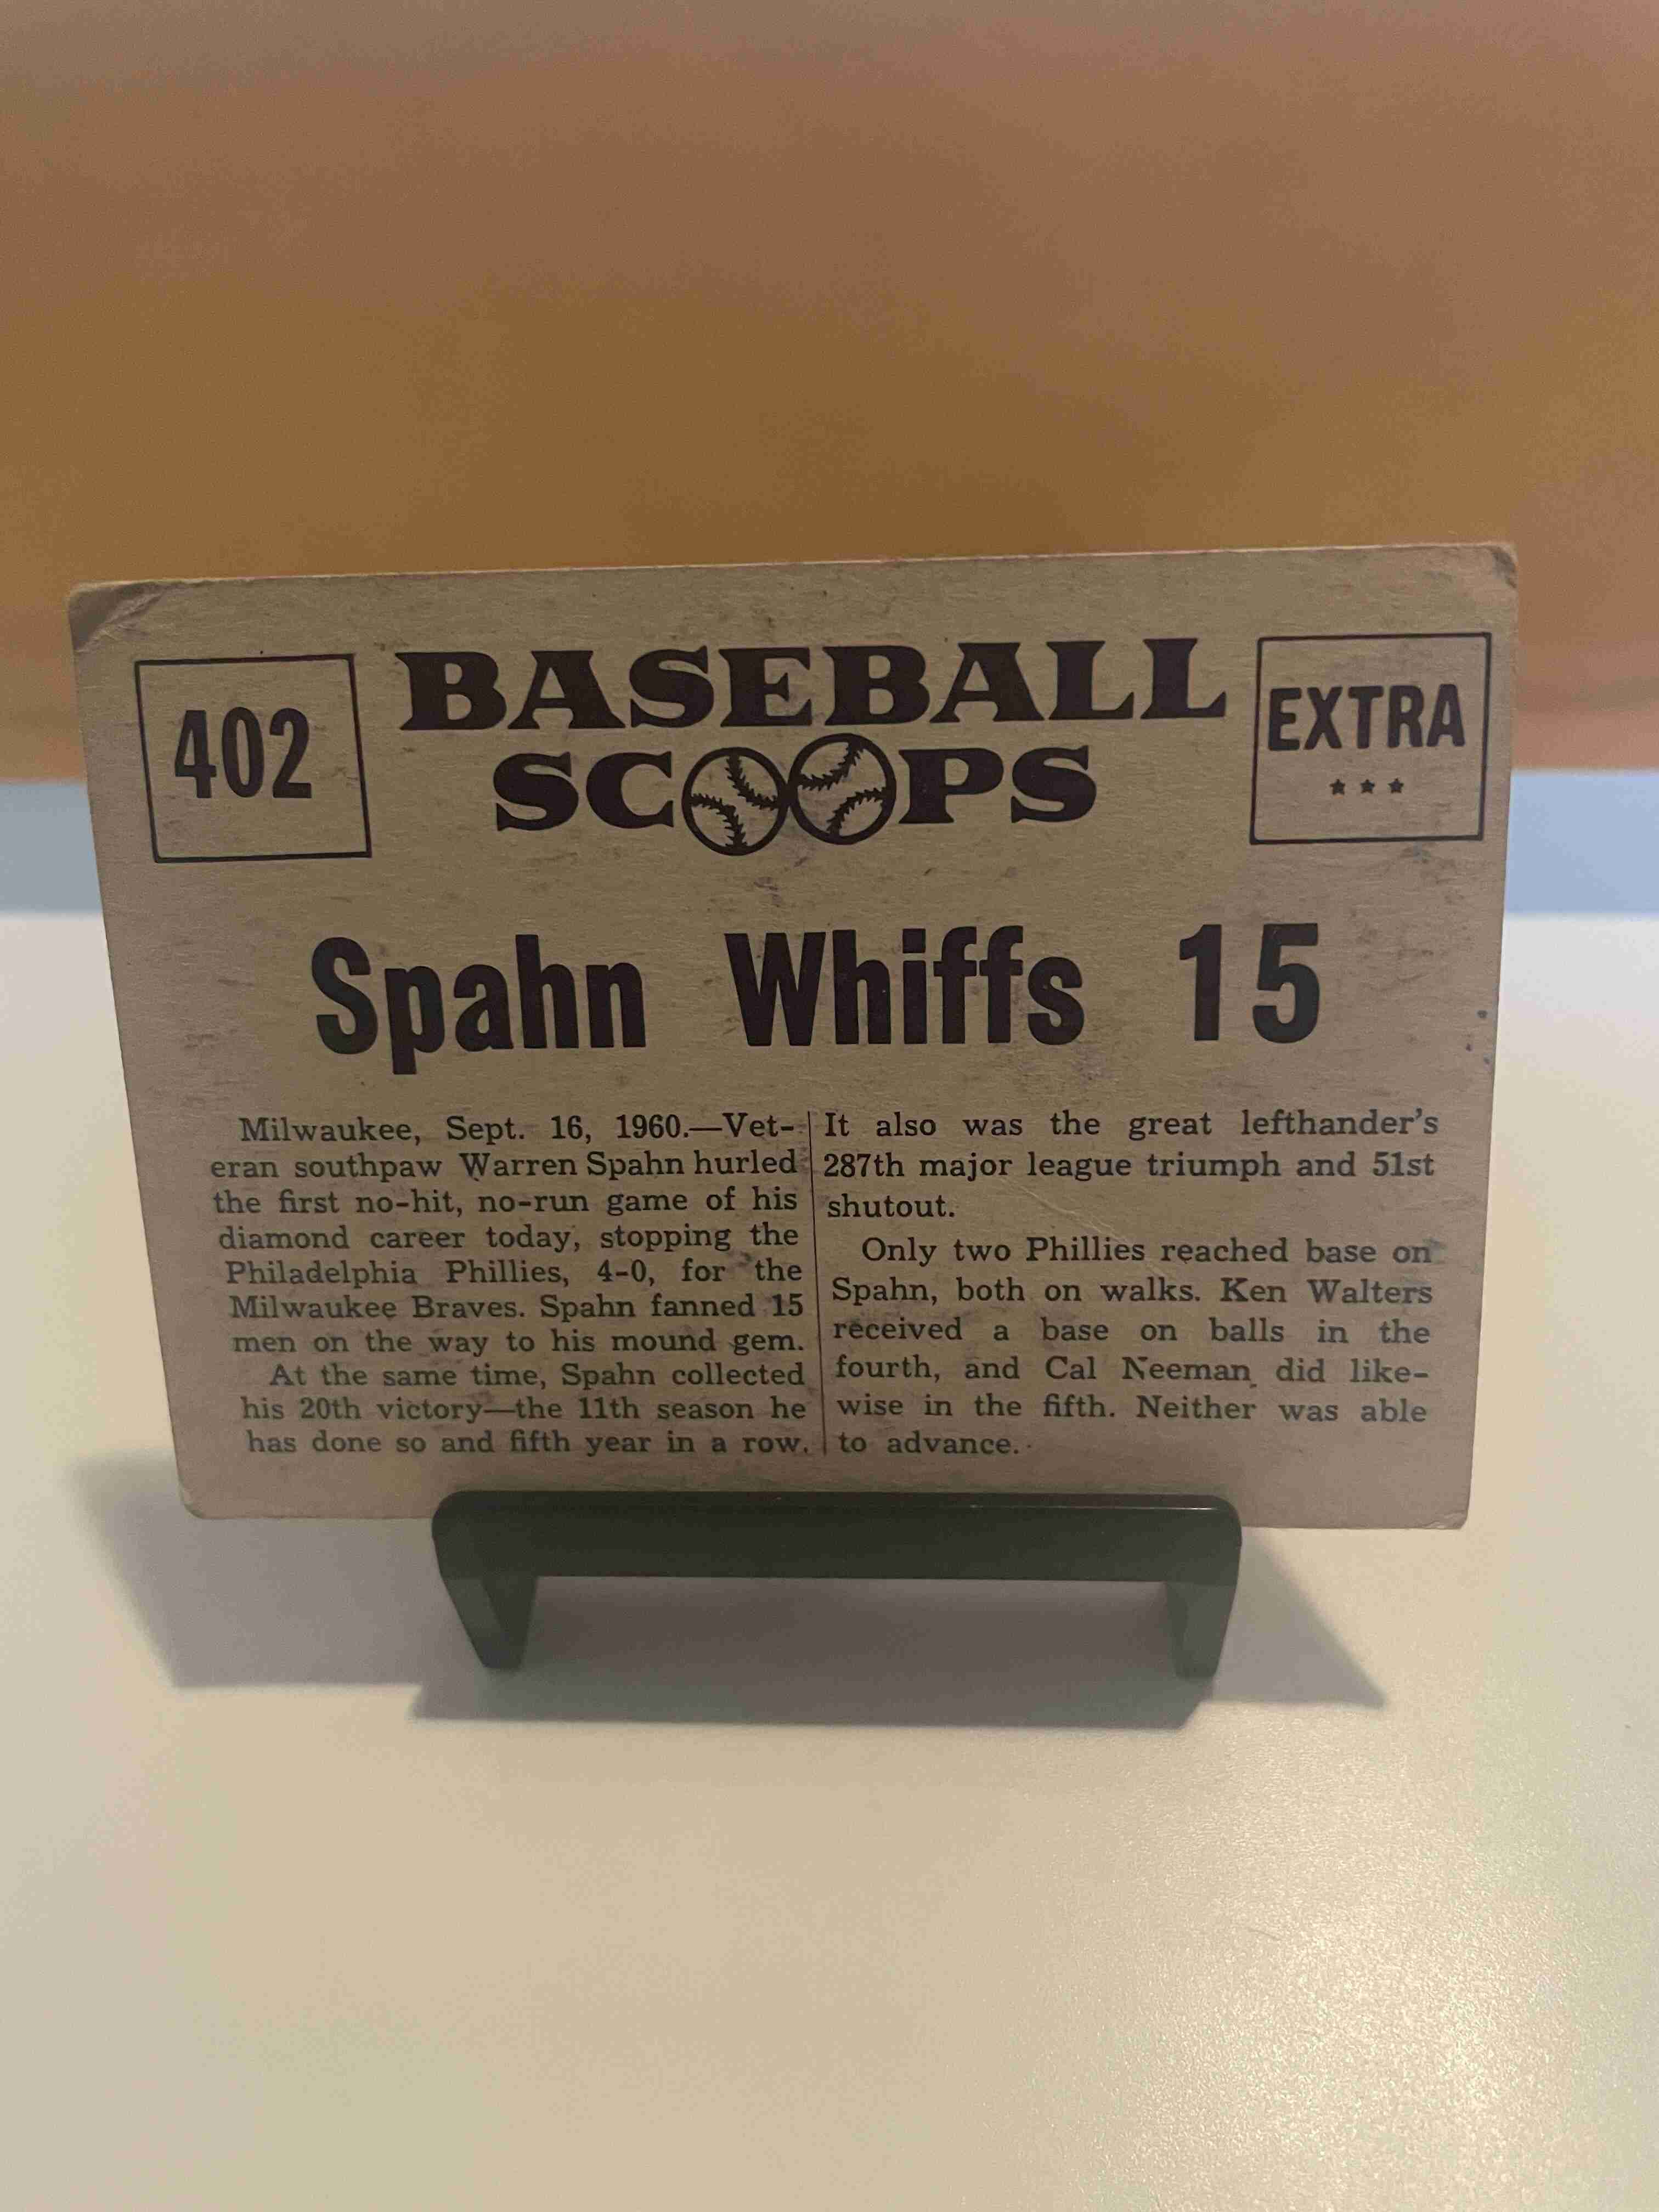 402
BASEBALL
SCOOPS
EXTRA
★ ★ ★
Spahn Whiffs 15
Milwaukee, Sept. 16, 1960.—Vet-
eran southpaw Warren Spahn hurled
the first no-hit, no-run game of his
diamond career today, stopping the
Philadelphia Phillies, 4-0, for the
Milwaukee Braves. Spahn fanned 15
men on the way to his mound gem.
At the same time, Spahn collected
his 20th victory—the 11th season he
has done so and fifth year in a row.
It also was the great lefthander's
287th major league triumph and 51st
shutout.
Only two Phillies reached base on
Spahn, both on walks. Ken Walters
received a base on balls in the
fourth, and Cal Neeman did like-
wise in the fifth. Neither was able
to advance.